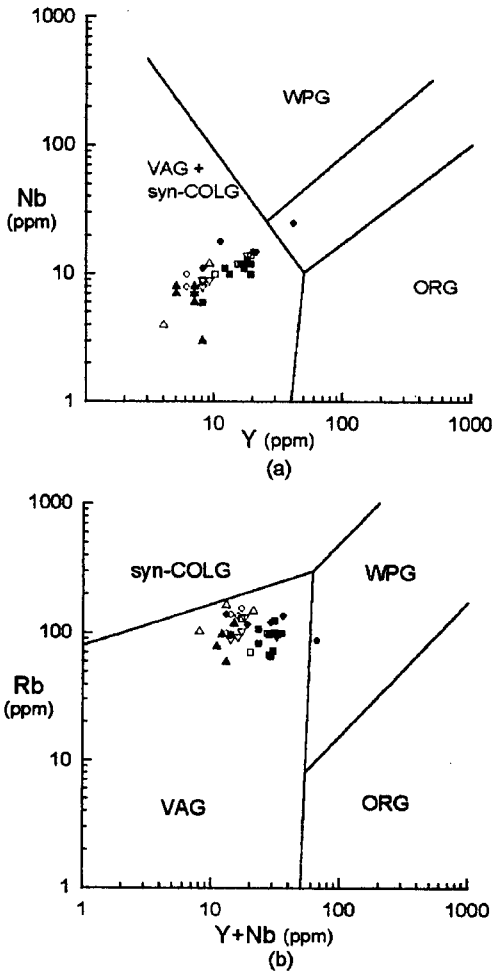 1000
WPG
100
VAG +
syn-COLG
Nb
(ppm)
10
ORG
1
10
100
1000
Y (ppm)
(a)
1000
syn-COLG
WPG
100
Rb
(ppm)
10
VAG
ORG
1
1
10
100
1000
Y+Nb (ppm)
(b)